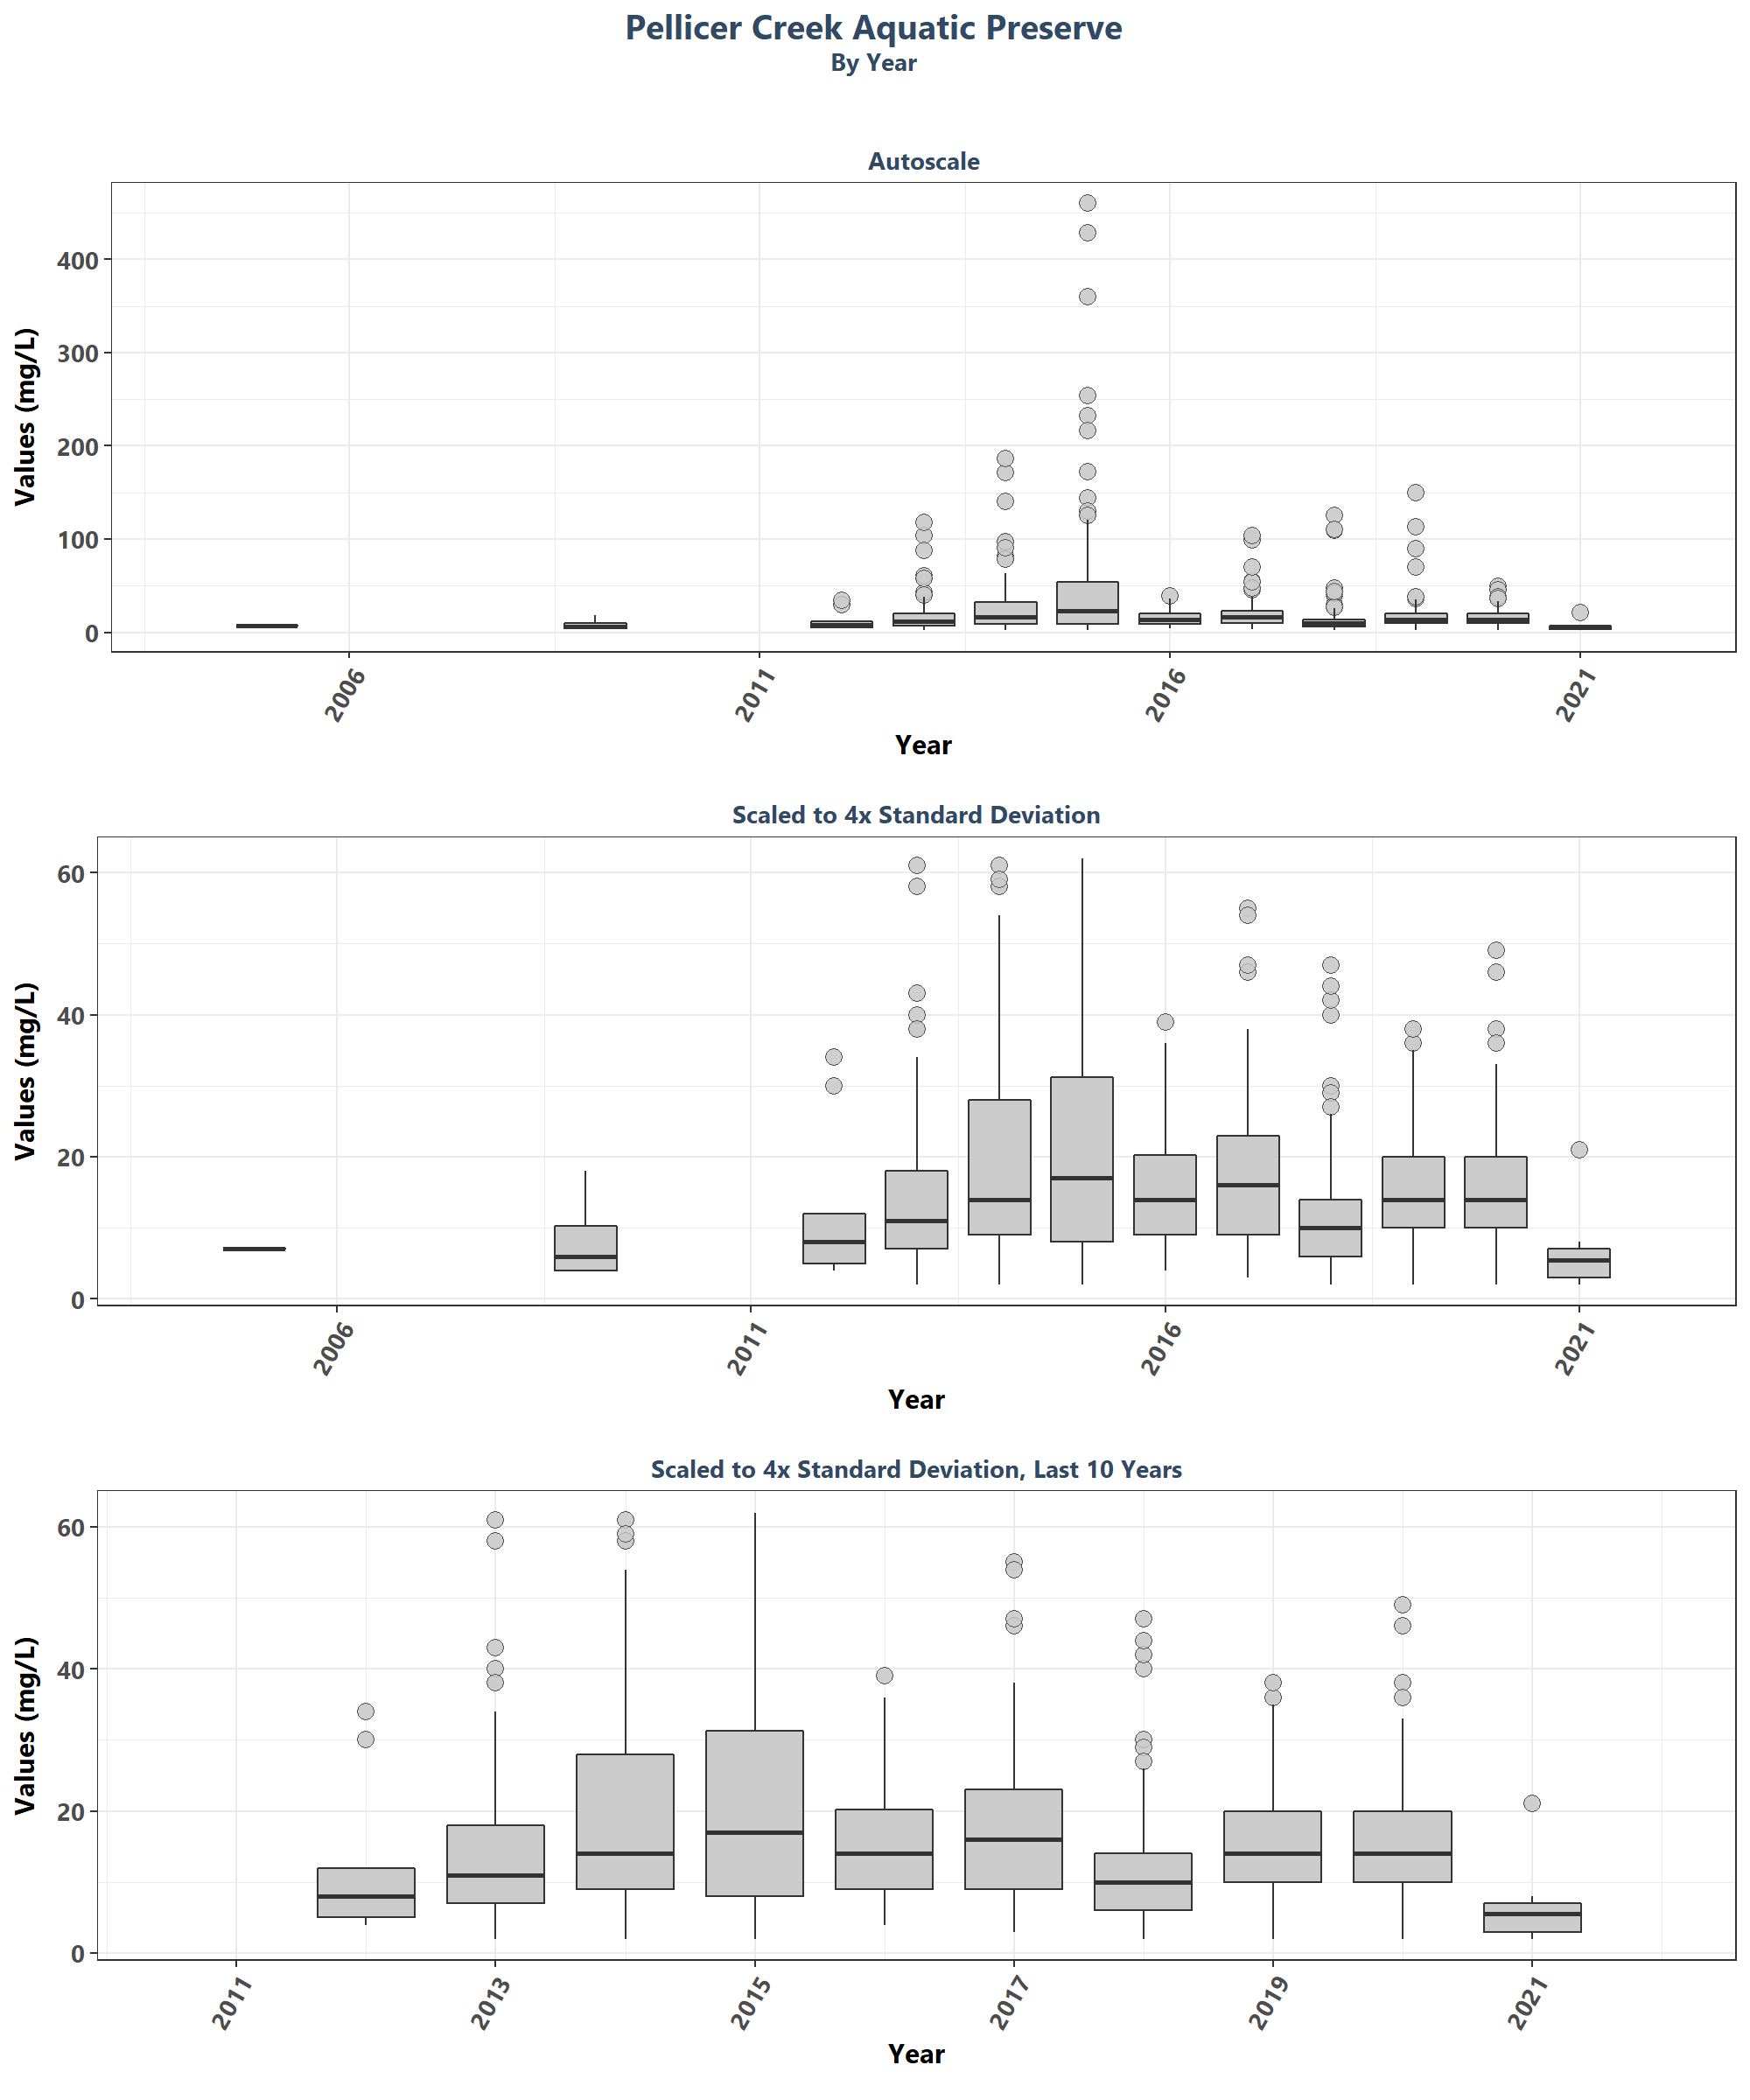 Pellicer Creek Aquatic Preserve
By Year
Autoscale
Values (mg/L)
400
300
200
100
0
2006
2011
2016
2021
Year
Scaled to 4x Standard Deviation
Values (mg/L)
60
40
20
0
2006
2011
2016
2021
Year
Scaled to 4x Standard Deviation, Last 10 Years
Values (mg/L)
60
40
20
0
2011
2013
2015
2017
2019
2021
Year